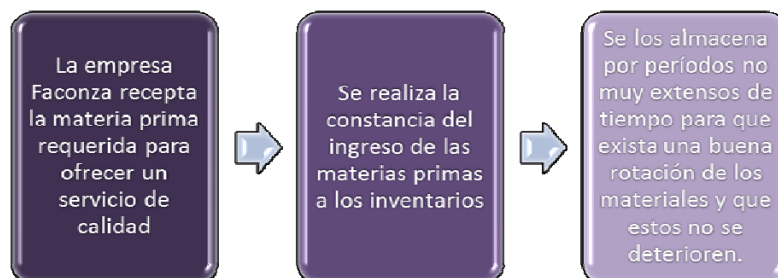 La empresa
Faconza recepta
la materia prima
requerida para
ofrecer un
servicio de
calidad
Se realiza la
constancia del
ingreso de las
materias primas
a los inventarios
Se los almacena
por períodos no
muy extensos de
tiempo para que
exista una buena
rotación de los
materiales y que
estos no se
deterioren.